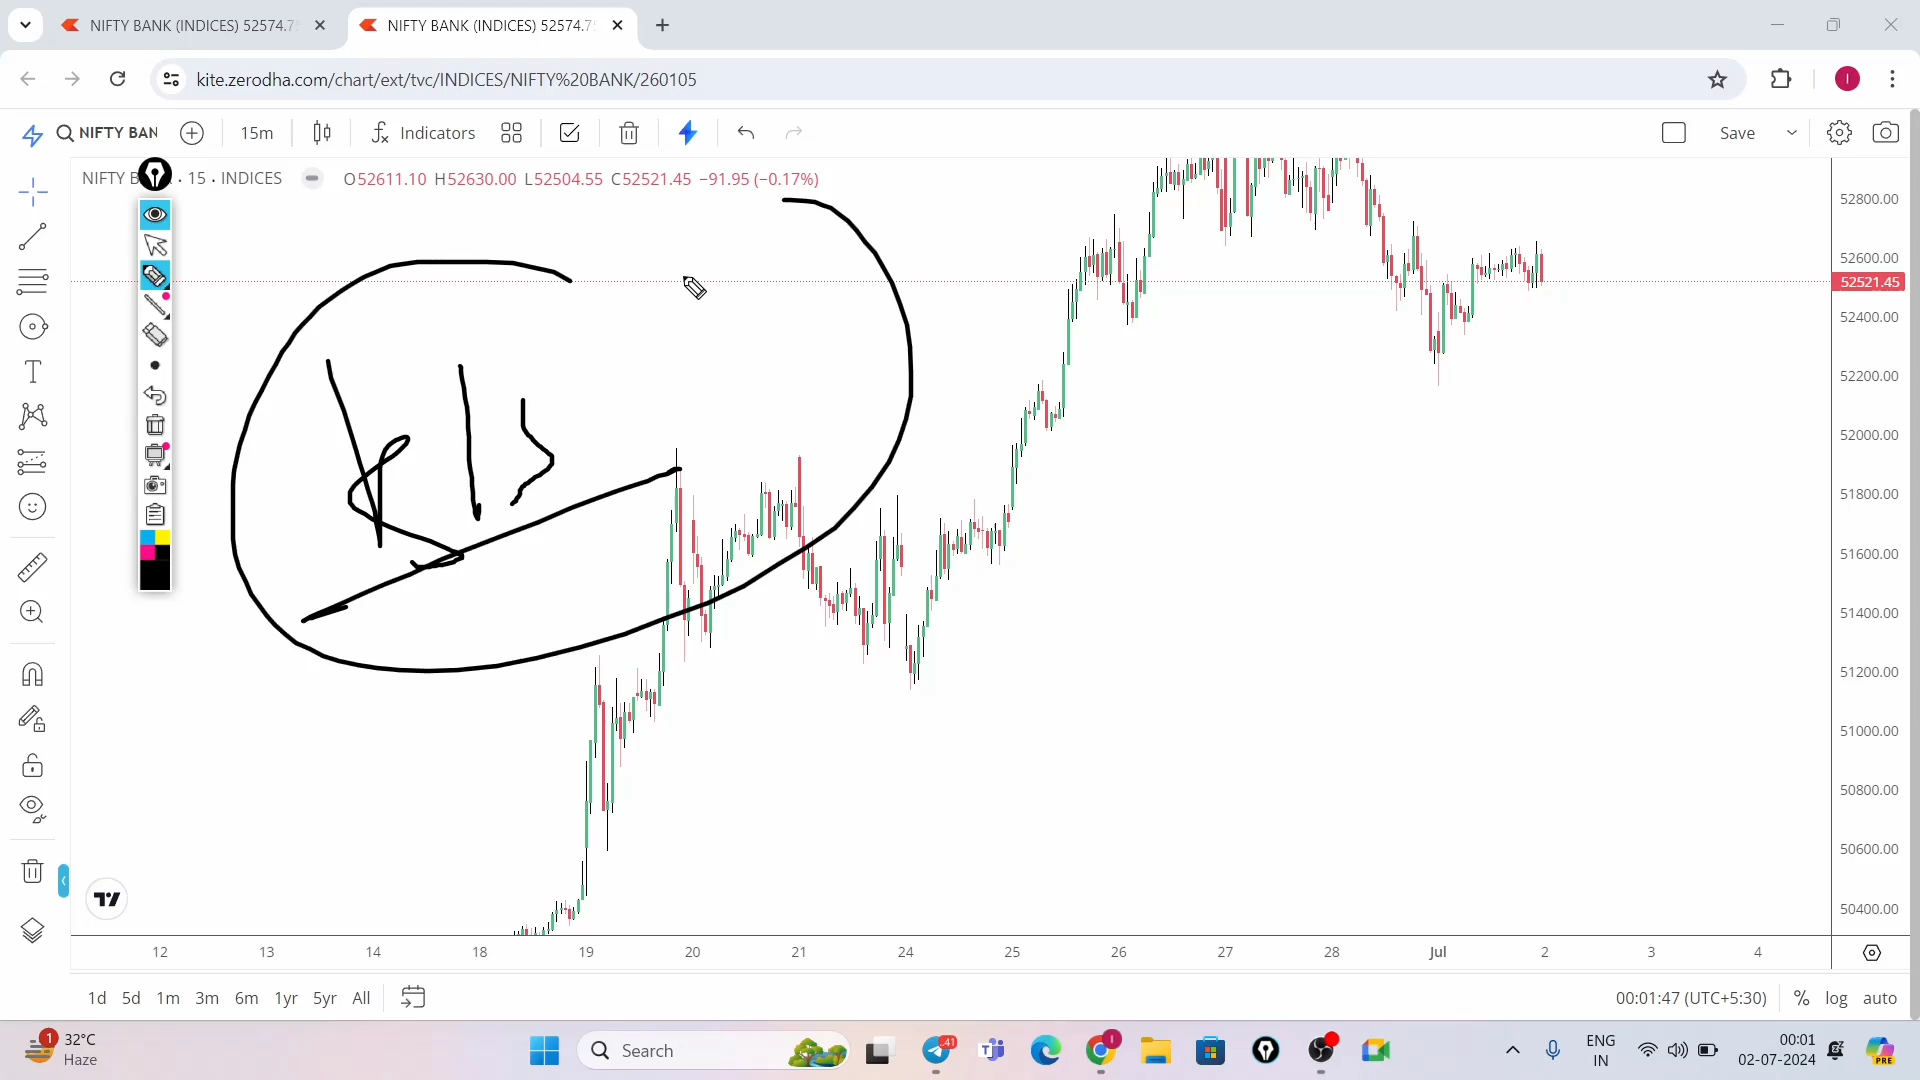 NIFTY BANK (INDICES) 52574.7
NIFTY BANK (INDICES) 52574.75
kite.zerodha.com/chart/ext/tvc/INDICES/NIFTY%20BANK/260105
I
NIFTY BAN 15m Indicators Save
NIFTY B · 15 · INDICES O52611.10 H52630.00 L52504.55 C52521.45 −91.95 (−0.17%)
52800.00
52600.00
52521.45
52400.00
52200.00
52000.00
51800.00
51600.00
51400.00
51200.00
51000.00
50800.00
50600.00
50400.00
12 13 14 18 19 20 21 24 25 26 27 28 Jul 2 3 4
1d 5d 1m 3m 6m 1yr 5yr All 00:01:47 (UTC+5:30) % log auto
1 32°C
Haze
Search
41
I
ENG
IN
00:01
02-07-2024
PRE